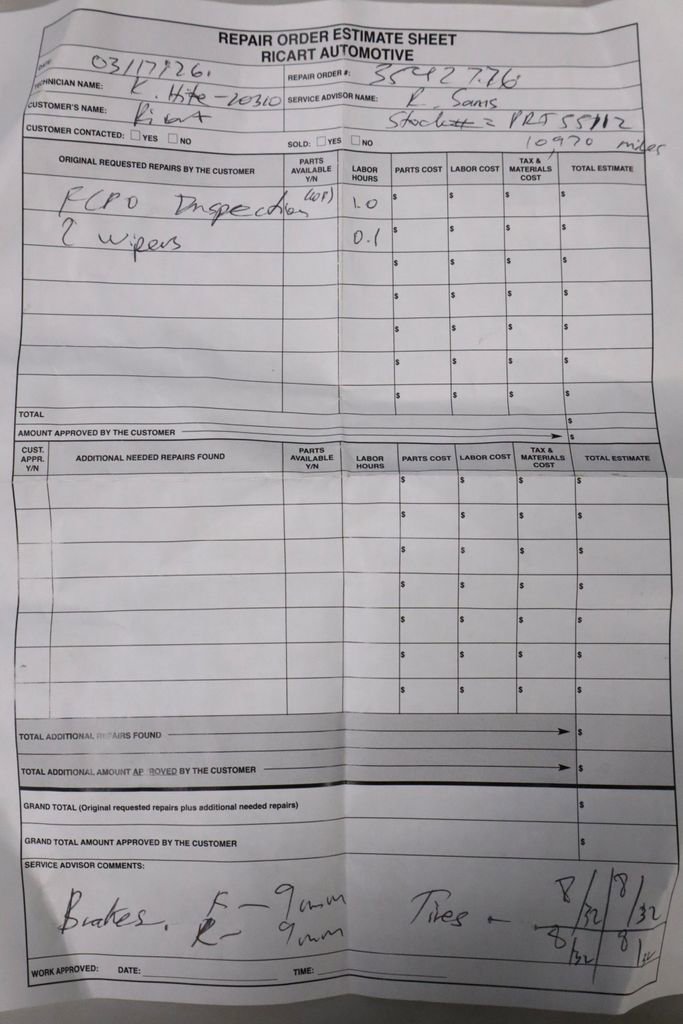 REPAIR ORDER ESTIMATE SHEET
RICART AUTOMOTIVE
DATE: 03/17/26.
REPAIR ORDER #:
TECHNICIAN NAME: K. Hite - 20310
SERVICE ADVISOR NAME: R. Sams
CUSTOMER'S NAME: Ricart
Stock# = PRT55112
10,970 miles
CUSTOMER CONTACTED: YES NO
SOLD: YES NO
ORIGINAL REQUESTED REPAIRS BY THE CUSTOMER PARTS AVAILABLE Y/N LABOR HOURS PARTS COST LABOR COST TAX & MATERIALS COST TOTAL ESTIMATE
FCPO Inspection 1.0 $ $ $ $
2 wipers 0.1 $ $ $ $
$ $ $ $
$ $ $ $
$ $ $ $
$ $ $ $
$ $ $ $
TOTAL $
AMOUNT APPROVED BY THE CUSTOMER $
CUST. APPR. Y/N ADDITIONAL NEEDED REPAIRS FOUND PARTS AVAILABLE Y/N LABOR HOURS PARTS COST LABOR COST TAX & MATERIALS COST TOTAL ESTIMATE
$ $ $ $
$ $ $ $
$ $ $ $
$ $ $ $
$ $ $ $
$ $ $ $
$ $ $ $
TOTAL ADDITIONAL REPAIRS FOUND $
TOTAL ADDITIONAL AMOUNT APPROVED BY THE CUSTOMER $
GRAND TOTAL (Original requested repairs plus additional needed repairs) $
GRAND TOTAL AMOUNT APPROVED BY THE CUSTOMER $
SERVICE ADVISOR COMMENTS:
Brakes. F - 9mm
R - 9mm
Tires - 8/32 8/32
8/32 8/32
WORK APPROVED: DATE: TIME: